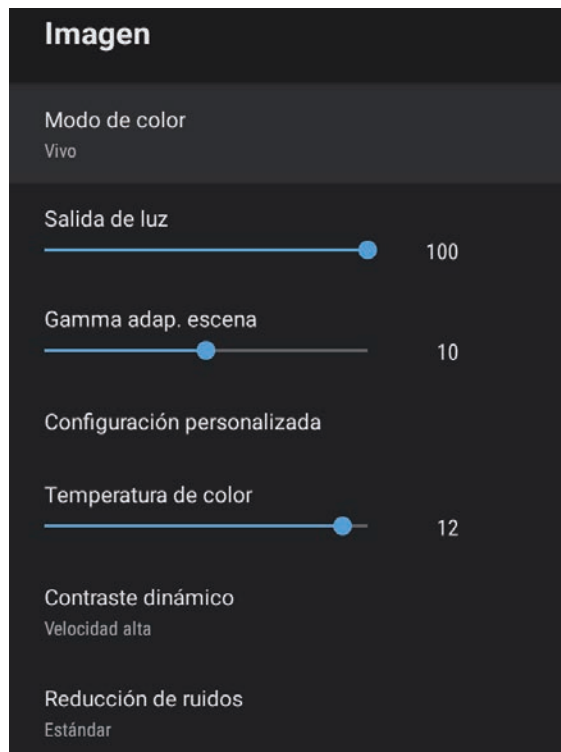 Imagen
Modo de color
Vivo
Salida de luz
100
Gamma adap. escena
10
Configuración personalizada
Temperatura de color
12
Contraste dinámico
Velocidad alta
Reducción de ruidos
Estándar